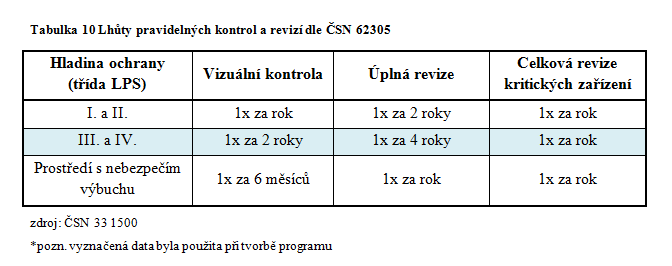 Tabulka 10 Lhůty pravidelných kontrol a revizí dle ČSN 62305
Hladina ochrany (třída LPS) Vizuální kontrola Úplná revize Celková revize kritických zařízení
I. a II. 1x za rok 1x za 2 roky 1x za rok
III. a IV. 1x za 2 roky 1x za 4 roky 1x za rok
Prostředí s nebezpečím výbuchu 1x za 6 měsíců 1x za rok 1x za rok
zdroj: ČSN 33 1500
*pozn. vyznačená data byla použita při tvorbě programu